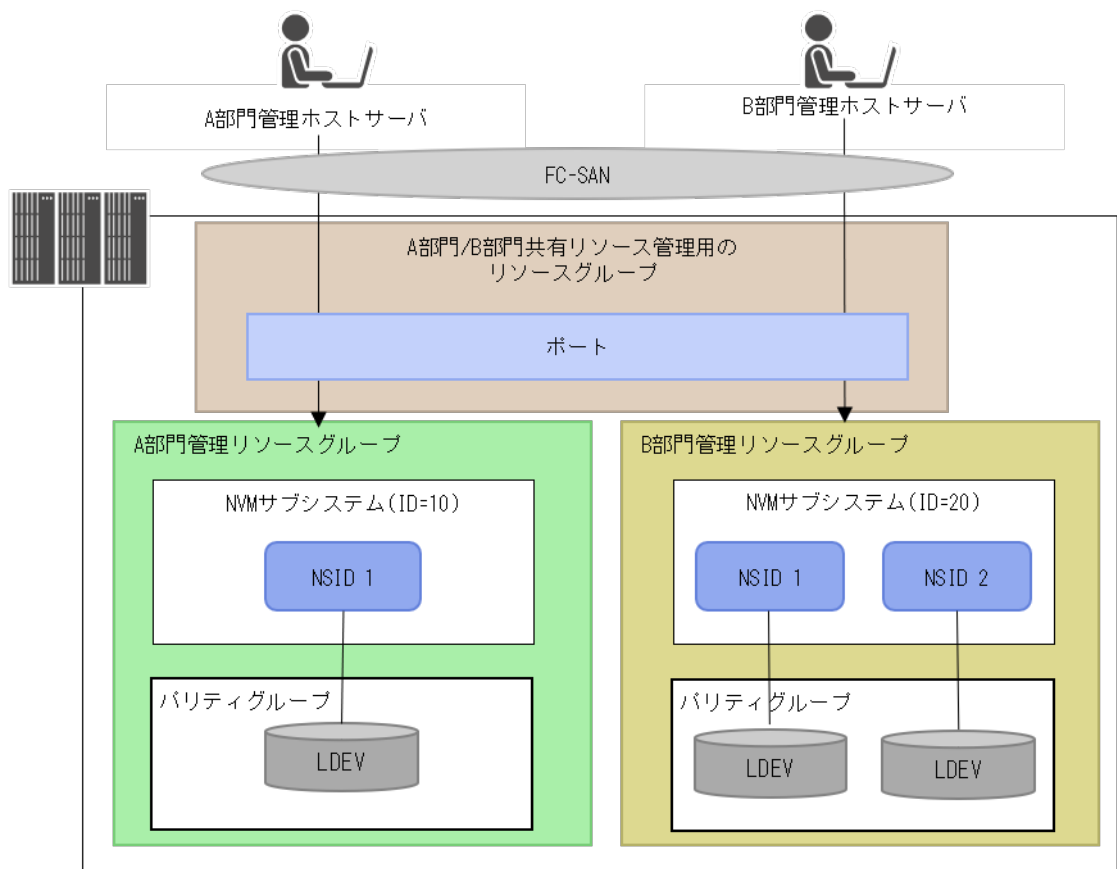 A部門管理ホストサーバ
B部門管理ホストサーバ
FC-SAN
A部門/B部門共有リソース管理用の
リソースグループ
ポート
A部門管理リソースグループ
B部門管理リソースグループ
NVMサブシステム(ID=10)
NVMサブシステム(ID=20)
NSID 1
NSID 1
NSID 2
パリティグループ
パリティグループ
LDEV
LDEV
LDEV